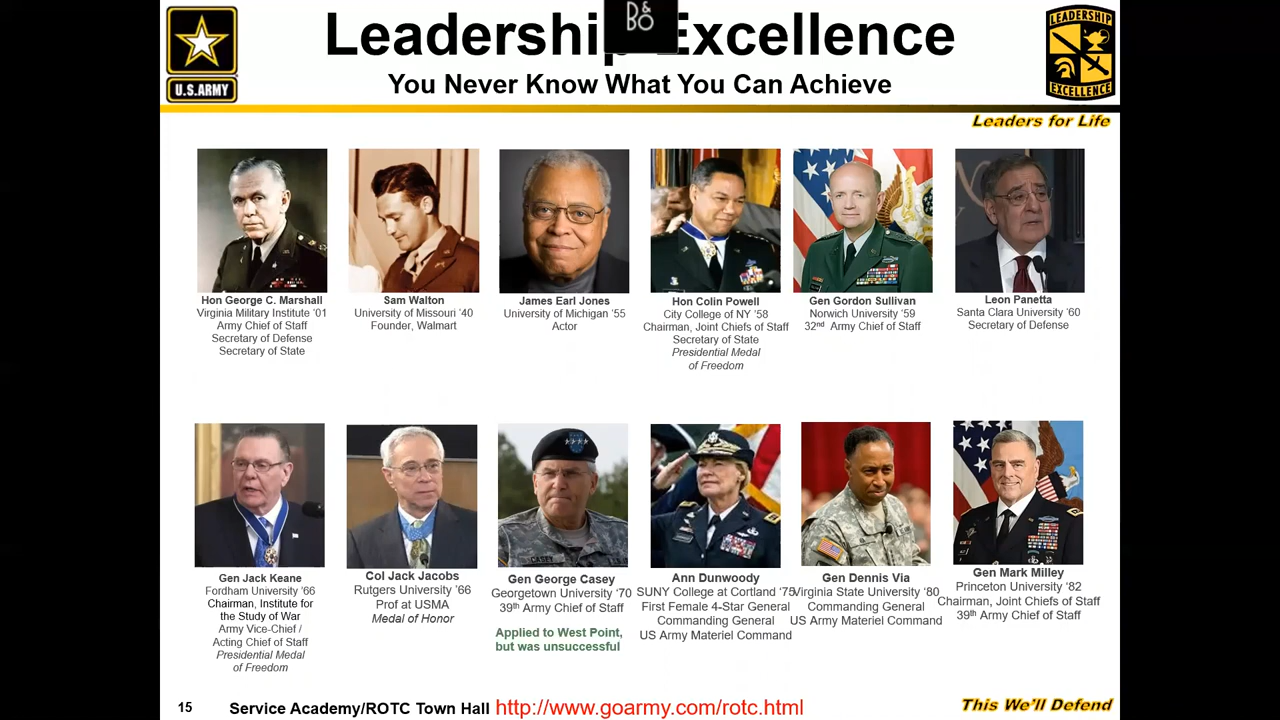 Leadership Excellence
You Never Know What You Can Achieve
U.S.ARMY
LEADERSHIP
EXCELLENCE
B&O
Leaders for Life
Hon George C. Marshall
Virginia Military Institute '01
Army Chief of Staff
Secretary of Defense
Secretary of State
Sam Walton
University of Missouri '40
Founder, Walmart
James Earl Jones
University of Michigan '55
Actor
Hon Colin Powell
City College of NY '58
Chairman, Joint Chiefs of Staff
Secretary of State
Presidential Medal
of Freedom
Gen Gordon Sullivan
Norwich University '59
32nd Army Chief of Staff
Leon Panetta
Santa Clara University '60
Secretary of Defense
Gen Jack Keane
Fordham University '66
Chairman, Institute for
the Study of War
Army Vice-Chief /
Acting Chief of Staff
Presidential Medal
of Freedom
Col Jack Jacobs
Rutgers University '66
Prof at USMA
Medal of Honor
Gen George Casey
Georgetown University '70
39th Army Chief of Staff
Applied to West Point,
but was unsuccessful
Ann Dunwoody
SUNY College at Cortland '75
First Female 4-Star General
Commanding General
US Army Materiel Command
Gen Dennis Via
Virginia State University '80
Commanding General
US Army Materiel Command
Gen Mark Milley
Princeton University '82
Chairman, Joint Chiefs of Staff
39th Army Chief of Staff
15
Service Academy/ROTC Town Hall http://www.goarmy.com/rotc.html
This We'll Defend